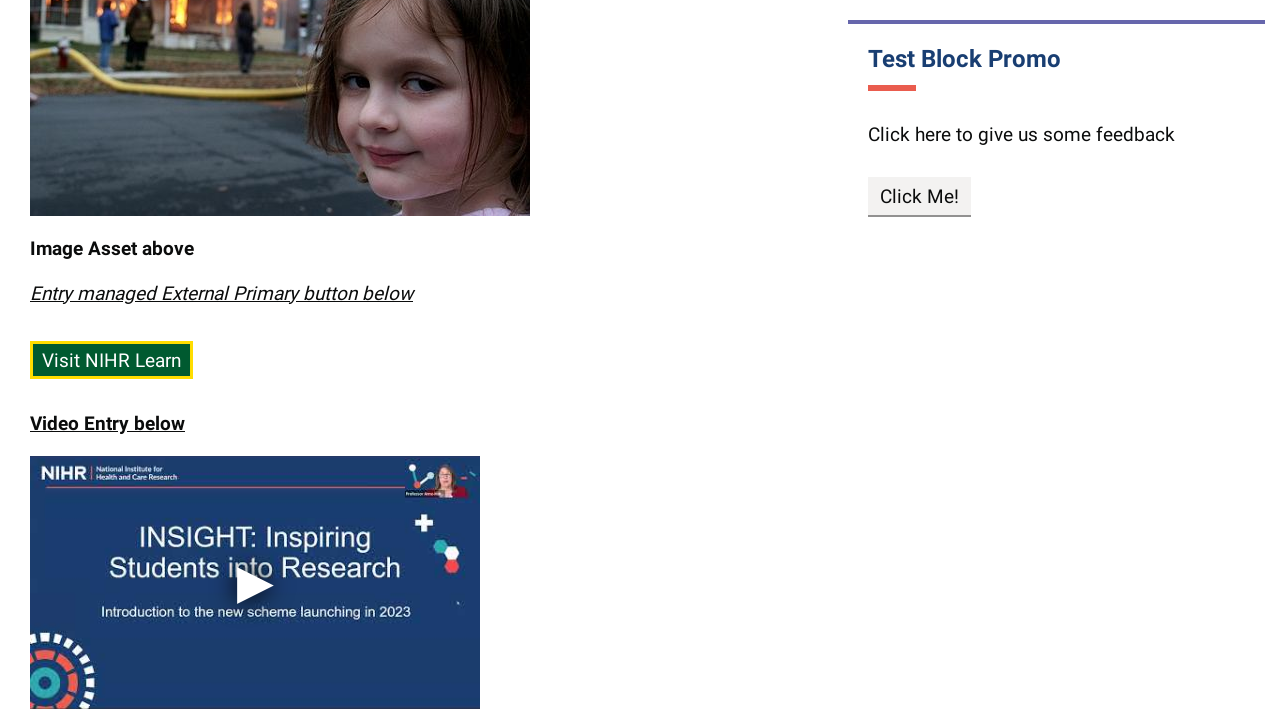 Test Block Promo
Click here to give us some feedback
Click Me!
Image Asset above
Entry managed External Primary button below
Visit NIHR Learn
Video Entry below
NIHR | National Institute for
Health and Care Research
INSIGHT: Inspiring
Students into Research
Introduction to the new scheme launching in 2023